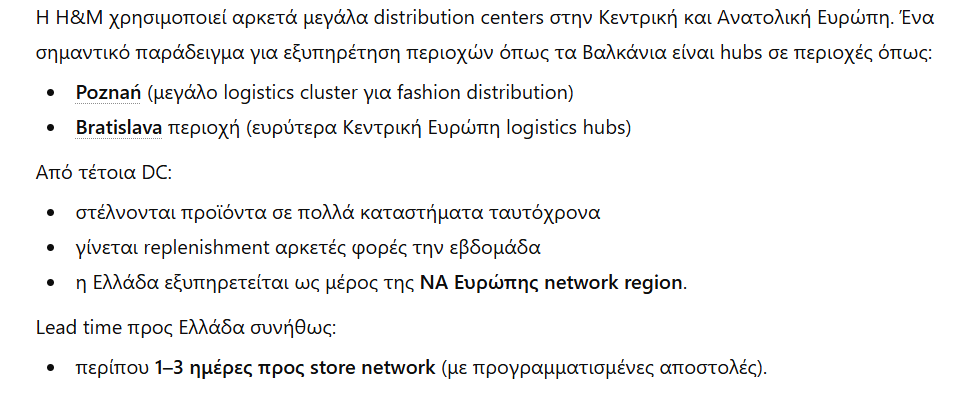 Η H&M χρησιμοποιεί αρκετά μεγάλα distribution centers στην Κεντρική και Ανατολική Ευρώπη. Ένα
σημαντικό παράδειγμα για εξυπηρέτηση περιοχών όπως τα Βαλκάνια είναι hubs σε περιοχές όπως:
• Poznań (μεγάλο logistics cluster για fashion distribution)
• Bratislava περιοχή (ευρύτερα Κεντρική Ευρώπη logistics hubs)
Από τέτοια DC:
• στέλνονται προϊόντα σε πολλά καταστήματα ταυτόχρονα
• γίνεται replenishment αρκετές φορές την εβδομάδα
• η Ελλάδα εξυπηρετείται ως μέρος της ΝΑ Ευρώπης network region.
Lead time προς Ελλάδα συνήθως:
• περίπου 1–3 ημέρες προς store network (με προγραμματισμένες αποστολές).